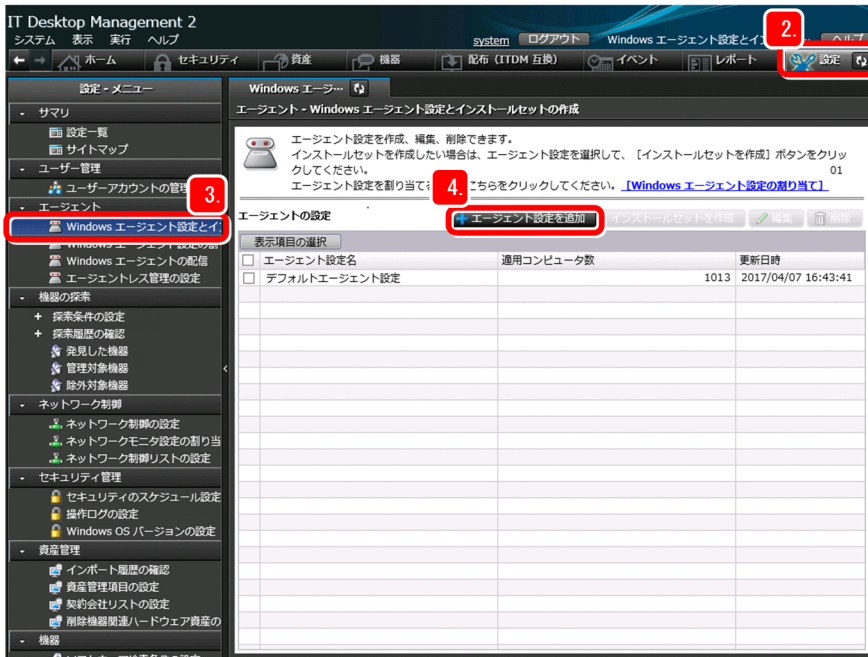 IT Desktop Management 2
システム 表示 実行 ヘルプ
system ログアウト Windows エージェント設定とイ
2.
ホーム セキュリティ 資産 機器 配布 (ITDM 互換) イベント レポート 設定
設定 - メニュー
サマリ
設定一覧
サイトマップ
ユーザー管理
ユーザーアカウントの管理
エージェント
3.
Windows エージェント設定とイ
Windows エージェント設定の割
Windows エージェントの配信
エージェントレス管理の設定
機器の探索
探索条件の設定
探索履歴の確認
発見した機器
管理対象機器
除外対象機器
ネットワーク制御
ネットワーク制御の設定
ネットワークモニタ設定の割り当
ネットワーク制御リストの設定
セキュリティ管理
セキュリティのスケジュール設定
操作ログの設定
Windows OS バージョンの設定
資産管理
インポート履歴の確認
資産管理項目の設定
契約会社リストの設定
削除機器関連ハードウェア資産の
機器
Windows エージ…
エージェント - Windows エージェント設定とインストールセットの作成
エージェント設定を作成、編集、削除できます。
インストールセットを作成したい場合は、エージェント設定を選択して、［インストールセットを作成］ボタンをクリッ
クしてください。 01
エージェント設定を割り当て こちらをクリックしてください。 [Windows エージェント設定の割り当て]
4.
エージェントの設定
エージェント設定を追加 インストールセットを作成 編集 削除
表示項目の選択
エージェント設定名 適用コンピュータ数 更新日時
デフォルトエージェント設定 1013 2017/04/07 16:43:41